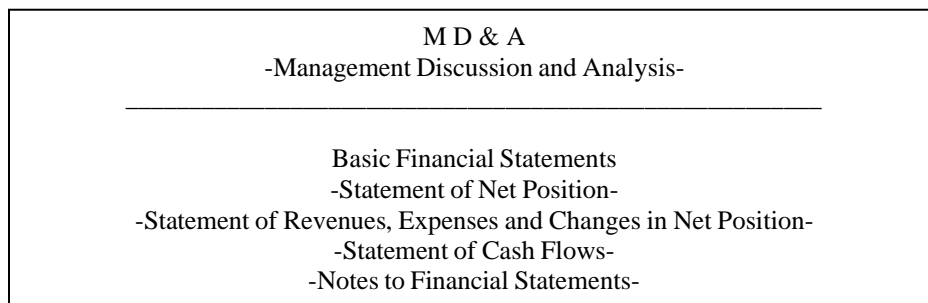 M D & A
-Management Discussion and Analysis-
Basic Financial Statements
-Statement of Net Position-
-Statement of Revenues, Expenses and Changes in Net Position-
-Statement of Cash Flows-
-Notes to Financial Statements-